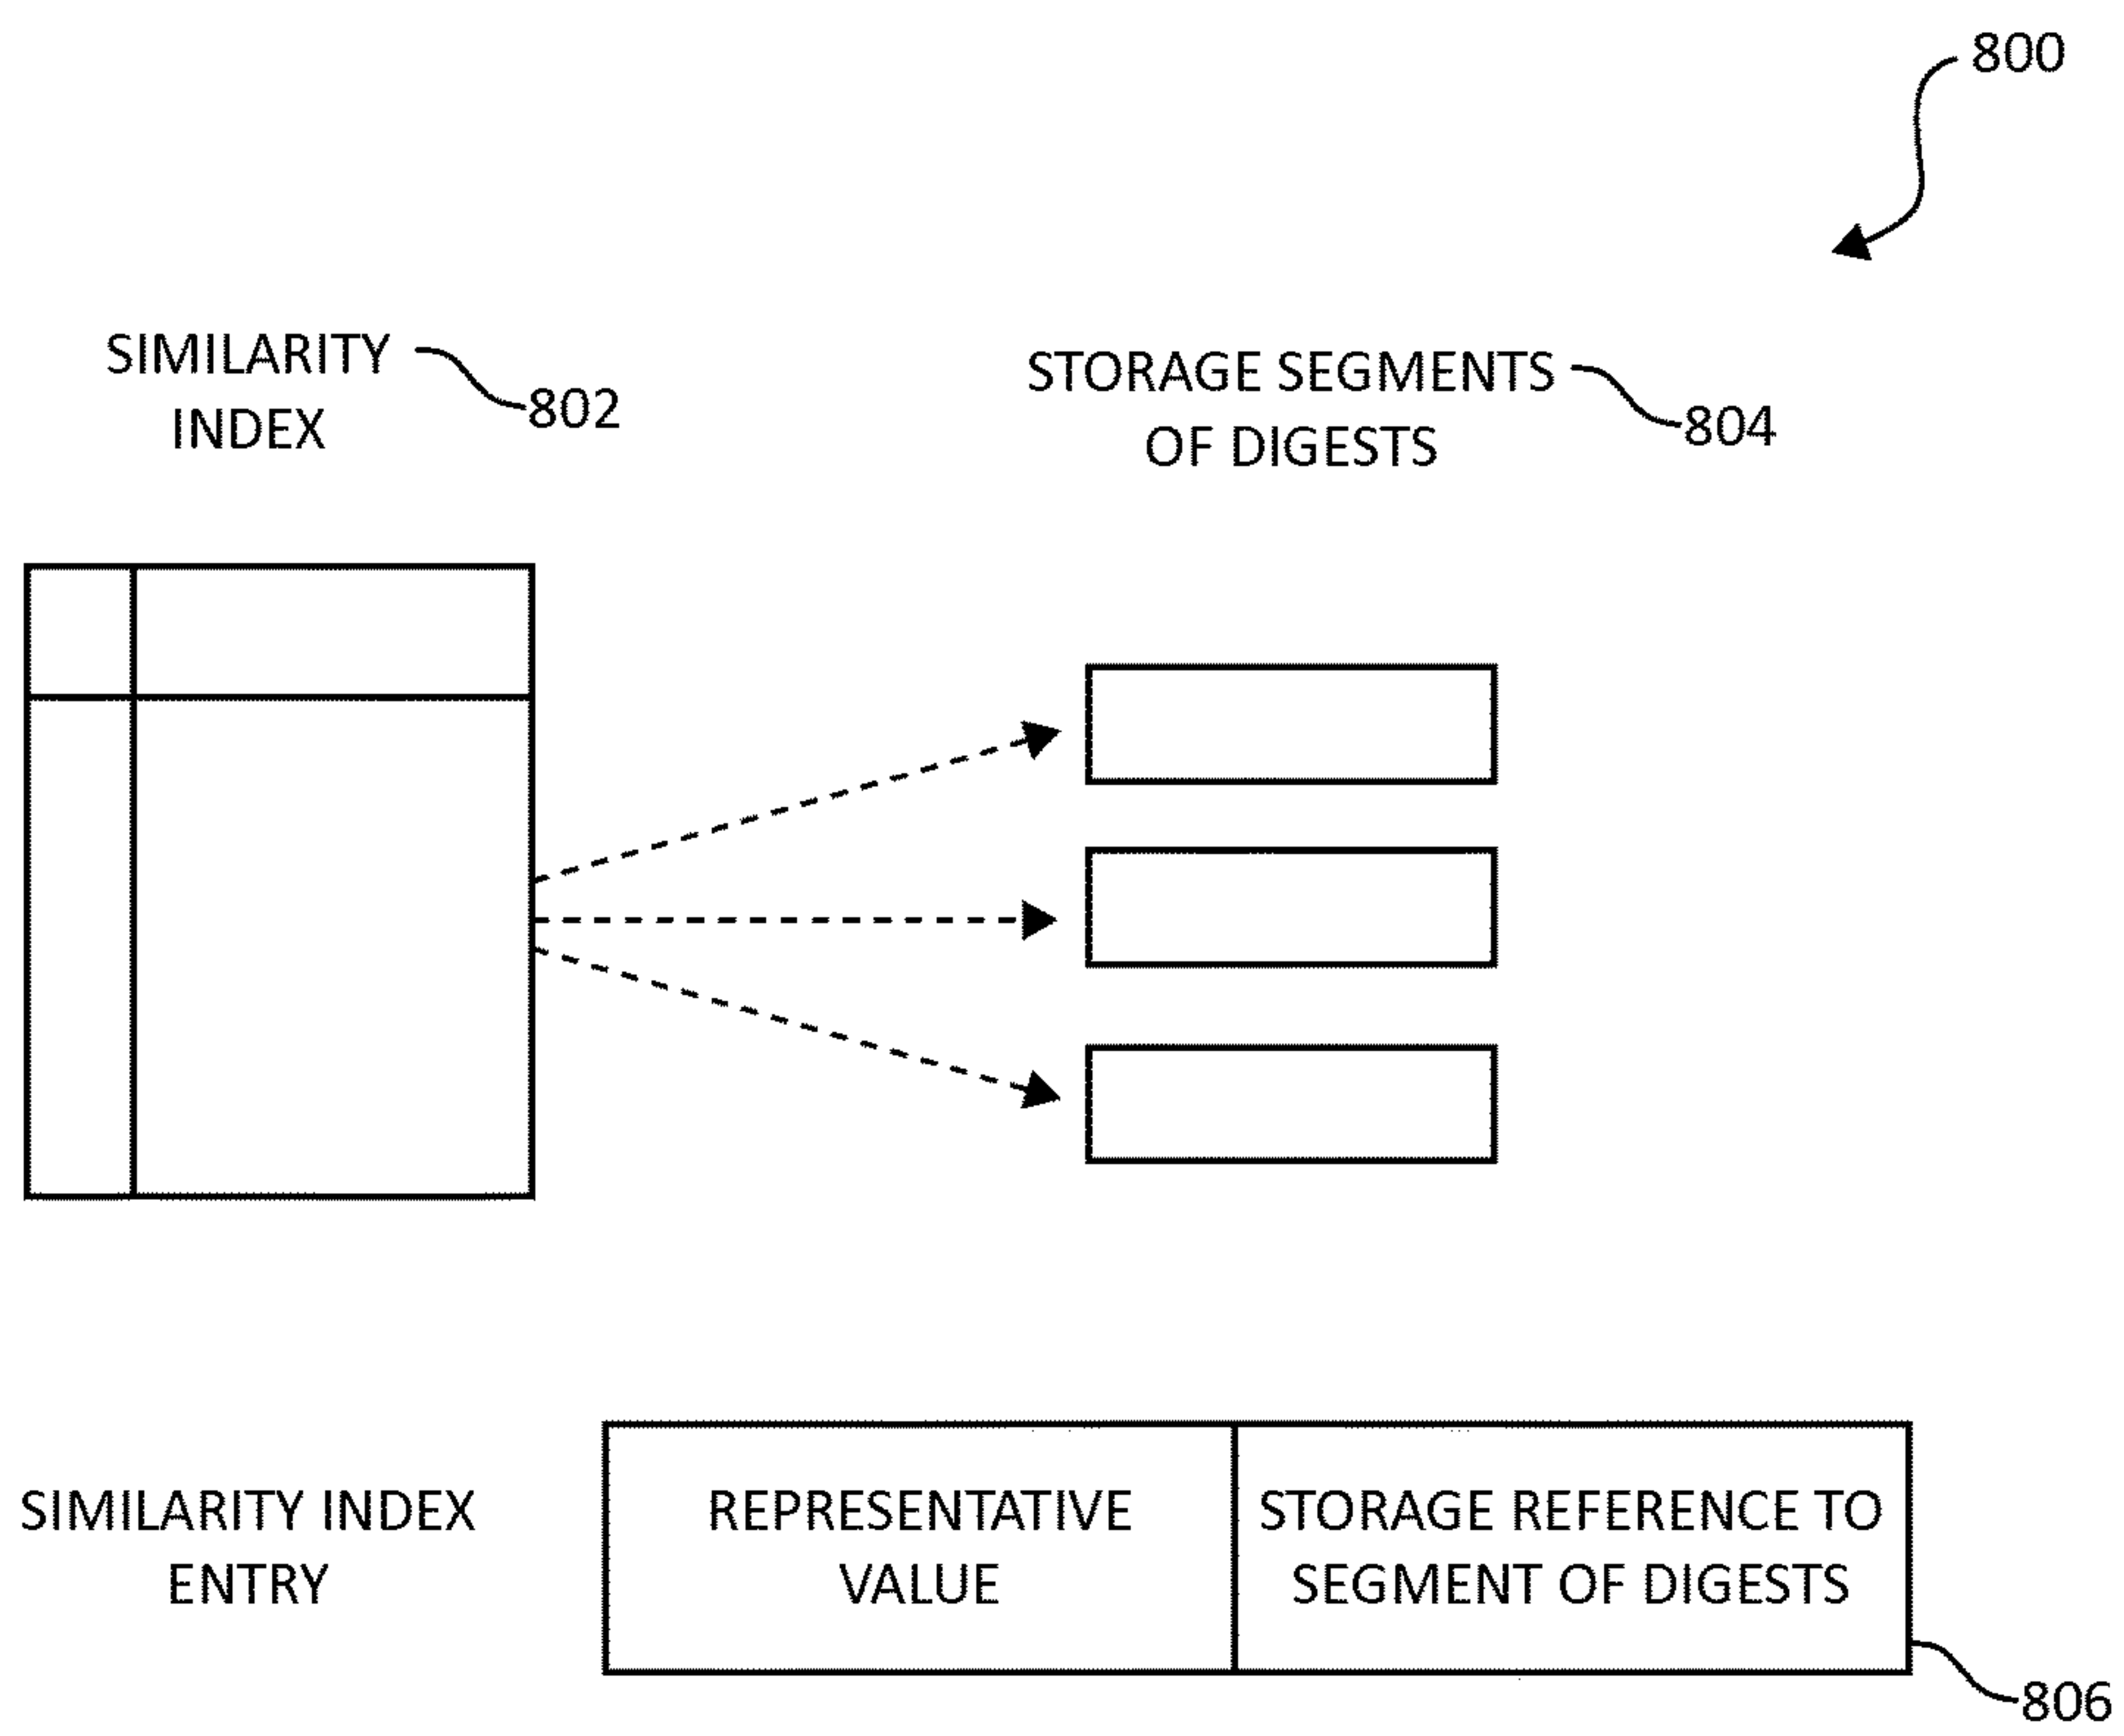 800
SIMILARITY
INDEX
802
STORAGE SEGMENTS
OF DIGESTS
804
SIMILARITY INDEX
ENTRY
REPRESENTATIVE
VALUE
STORAGE REFERENCE TO
SEGMENT OF DIGESTS
806